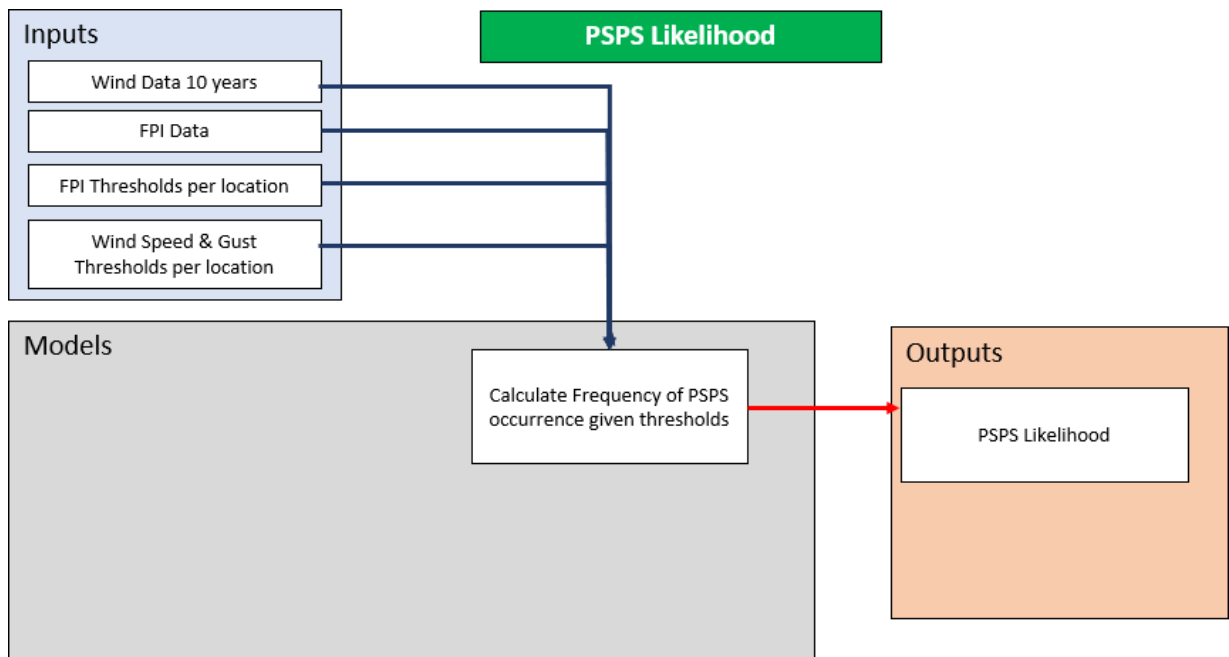 Inputs
PSPS Likelihood
Wind Data 10 years
FPI Data
FPI Thresholds per location
Wind Speed & Gust
Thresholds per location
Models
Calculate Frequency of PSPS
occurrence given thresholds
Outputs
PSPS Likelihood